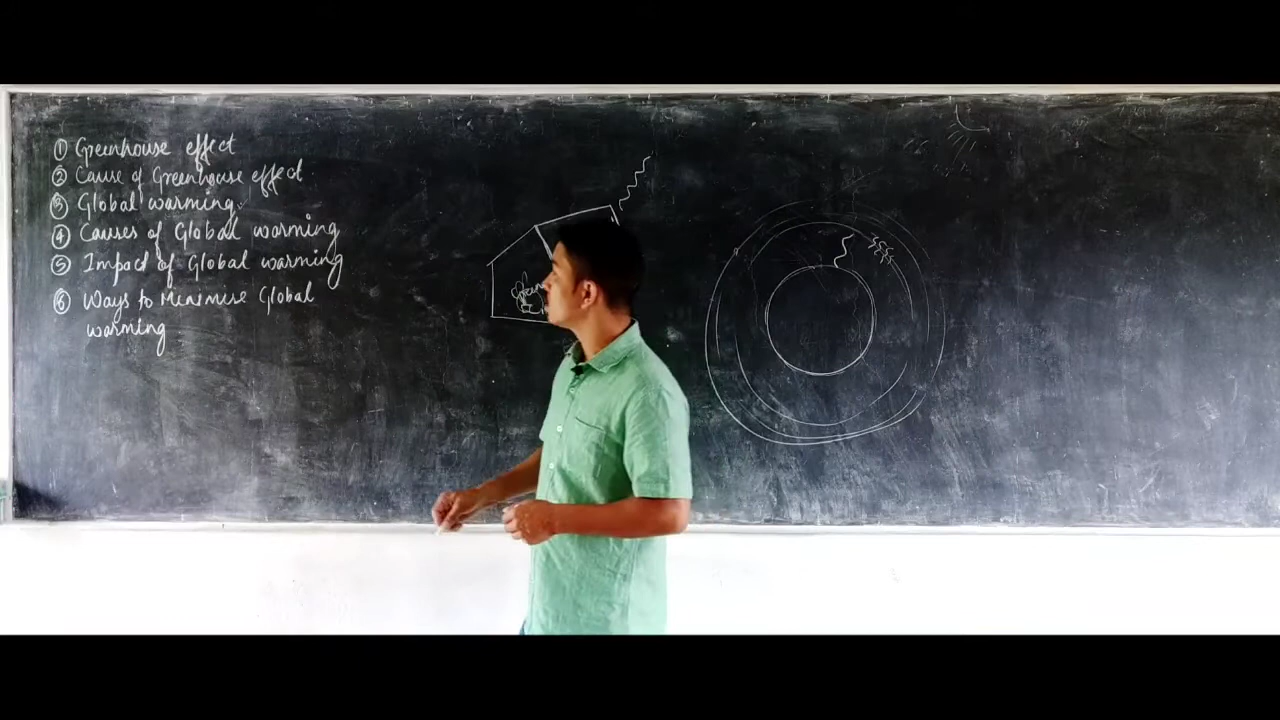 ① Greenhouse effect
② Cause of Greenhouse effect
③ Global warming
④ Causes of Global warming
⑤ Impact of Global warming
⑥ Ways to Minimise Global
warming